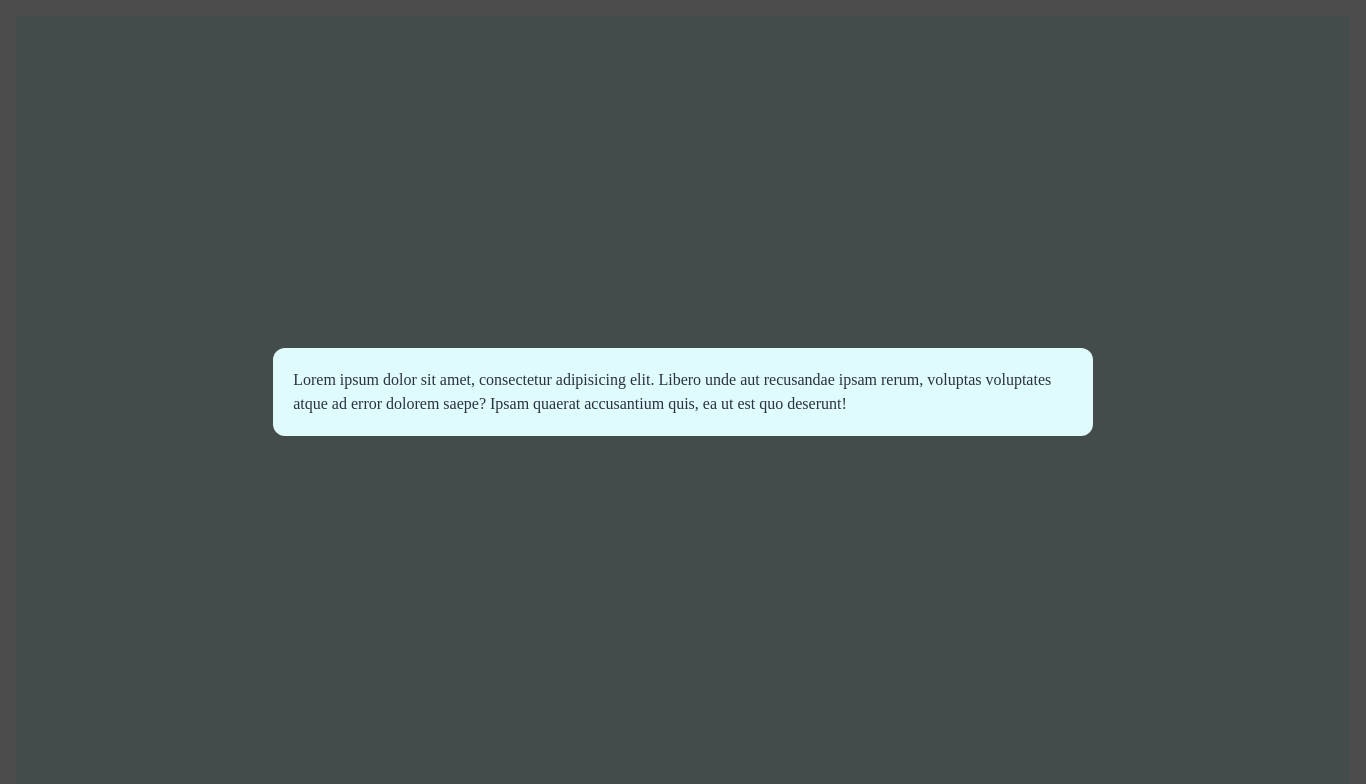 Lorem ipsum dolor sit amet, consectetur adipisicing elit. Libero unde aut recusandae ipsam rerum, voluptas voluptates
atque ad error dolorem saepe? Ipsam quaerat accusantium quis, ea ut est quo deserunt!